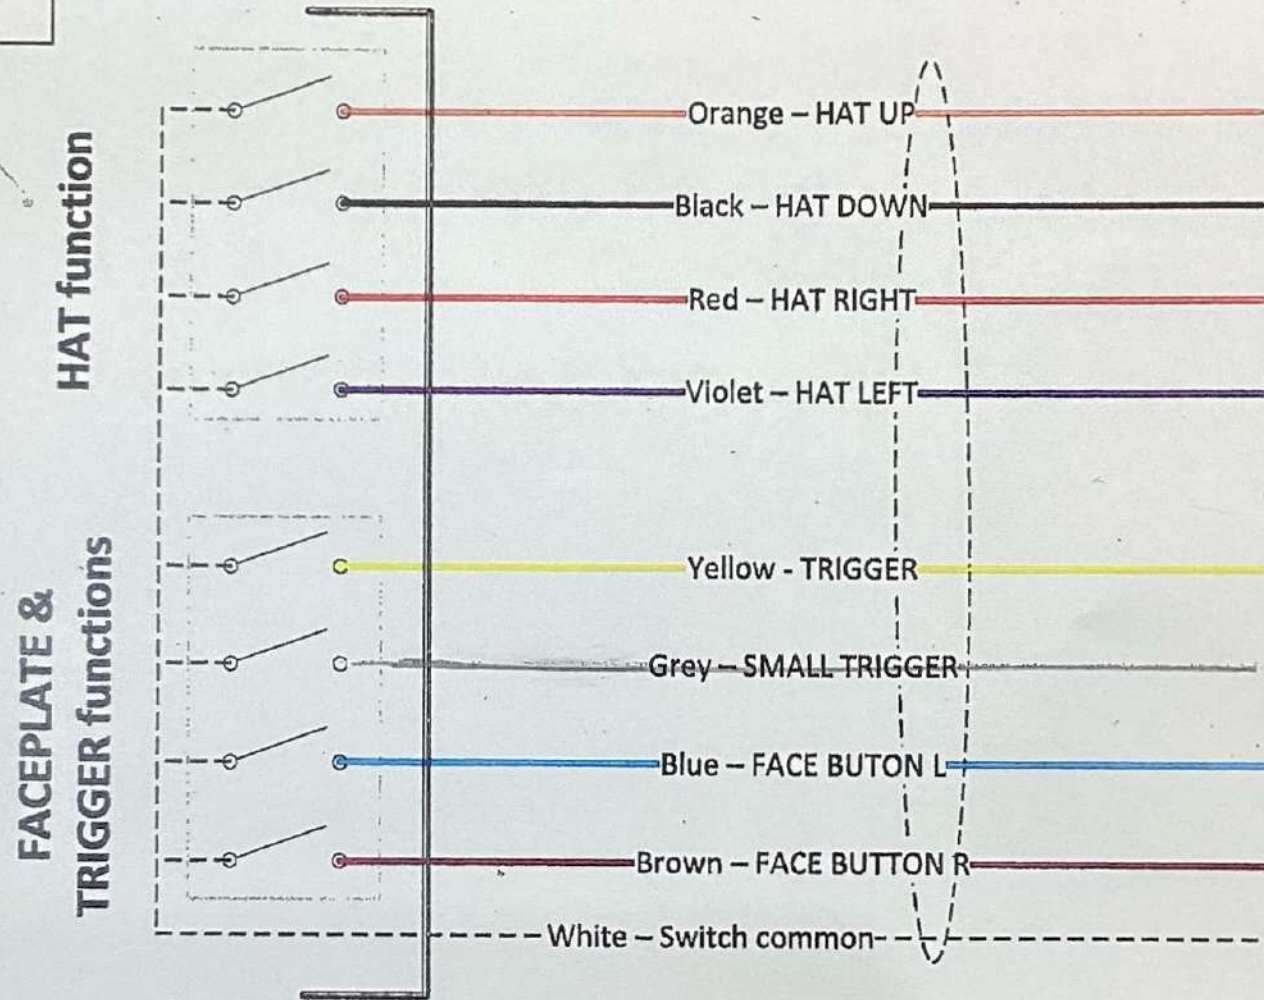 HAT function
FACEPLATE &
TRIGGER functions
Orange – HAT UP
Black – HAT DOWN
Red – HAT RIGHT
Violet – HAT LEFT
Yellow - TRIGGER
Grey – SMALL TRIGGER
Blue – FACE BUTON L
Brown – FACE BUTTON R
White – Switch common